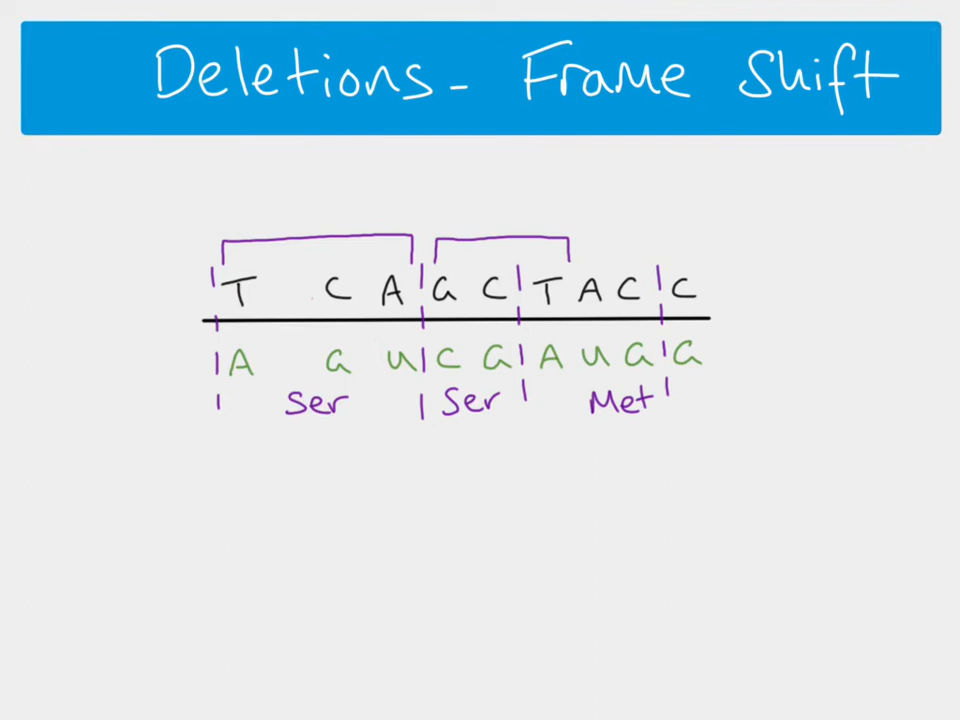 Deletions - Frame Shift
T C A G C T A C C
A G U C G A U G G
Ser Ser Met